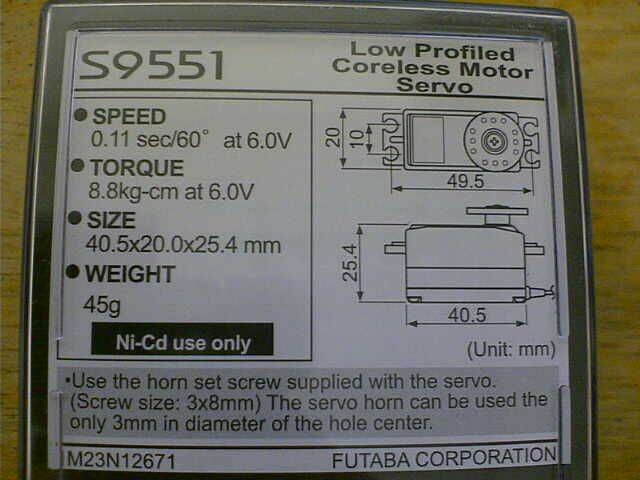 S9551
Low Profiled
Coreless Motor
Servo
● SPEED
0.11 sec/60° at 6.0V
● TORQUE
8.8kg-cm at 6.0V
● SIZE
40.5x20.0x25.4 mm
● WEIGHT
45g
Ni-Cd use only
20
10
49.5
25.4
40.5
(Unit: mm)
•Use the horn set screw supplied with the servo.
(Screw size: 3x8mm) The servo horn can be used the
only 3mm in diameter of the hole center.
M23N12671
FUTABA CORPORATION